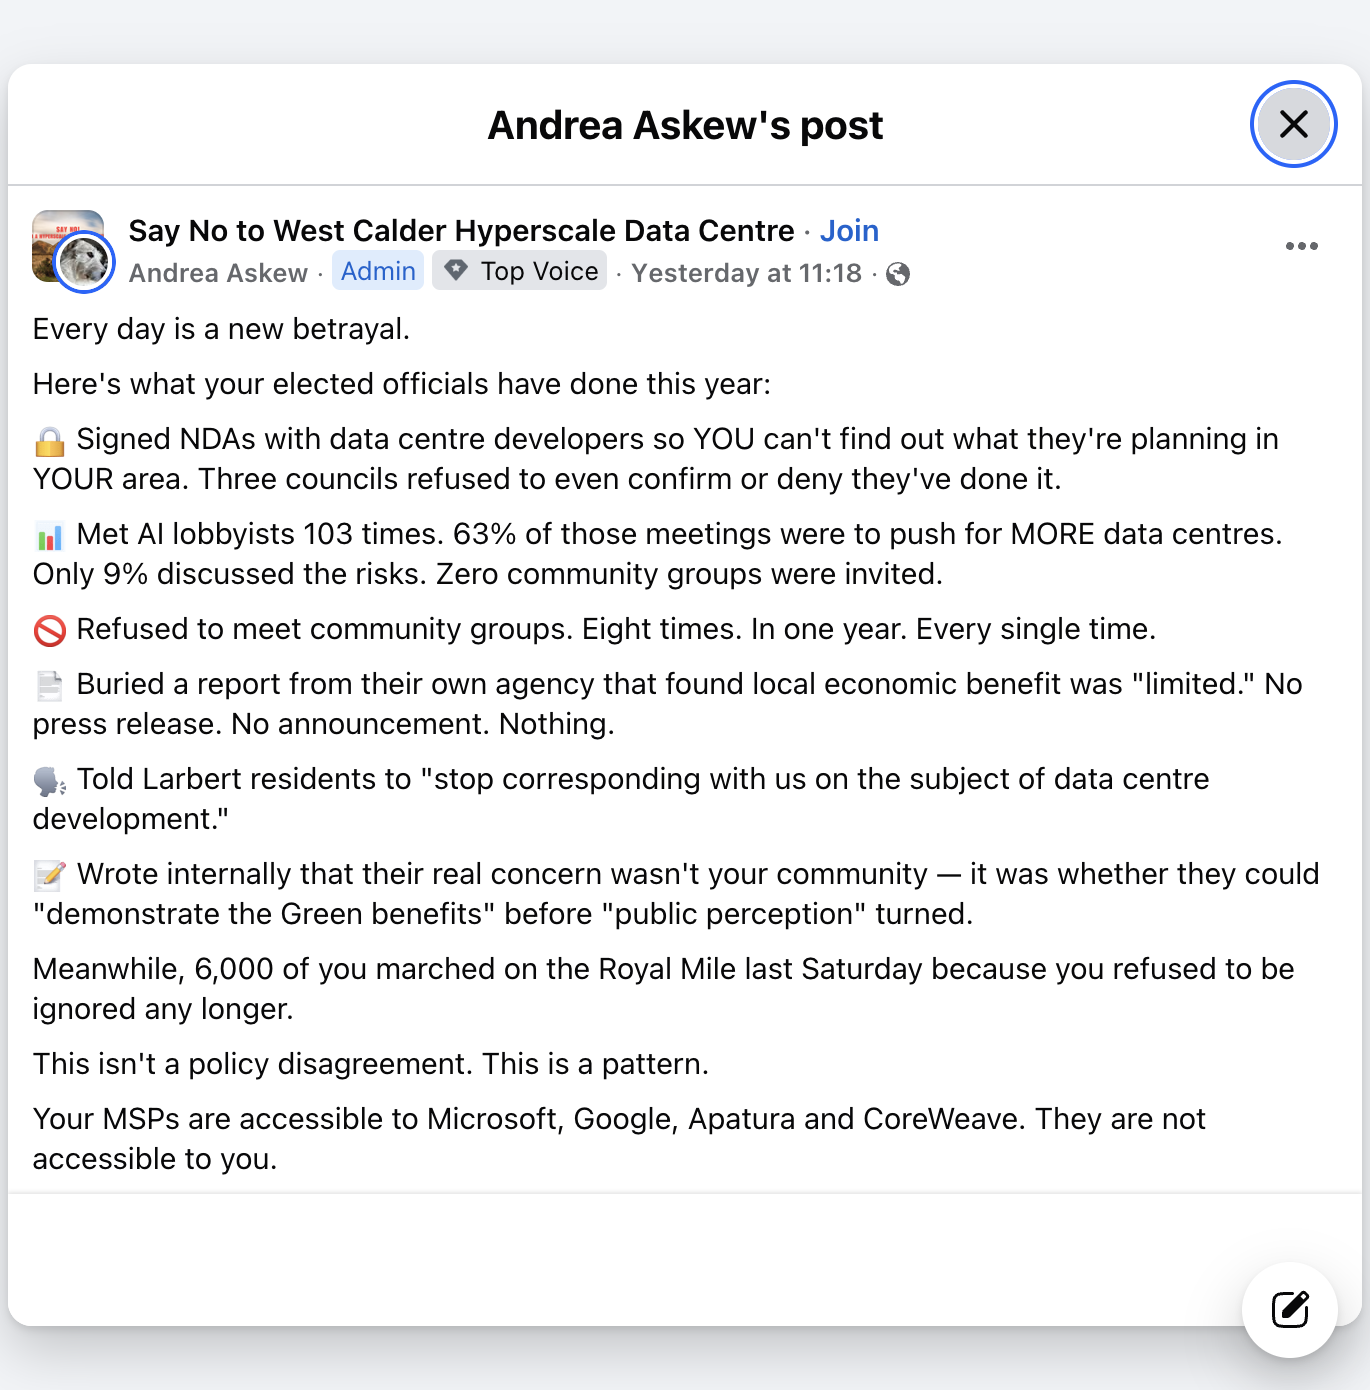 Andrea Askew's post
SAY NO!
Say No to West Calder Hyperscale Data Centre · Join
Andrea Askew · Admin Top Voice · Yesterday at 11:18 ·
Every day is a new betrayal.
Here's what your elected officials have done this year:
🔒 Signed NDAs with data centre developers so YOU can't find out what they're planning in
YOUR area. Three councils refused to even confirm or deny they've done it.
📊 Met AI lobbyists 103 times. 63% of those meetings were to push for MORE data centres.
Only 9% discussed the risks. Zero community groups were invited.
🚫 Refused to meet community groups. Eight times. In one year. Every single time.
📄 Buried a report from their own agency that found local economic benefit was "limited." No
press release. No announcement. Nothing.
🗣️ Told Larbert residents to "stop corresponding with us on the subject of data centre
development."
📝 Wrote internally that their real concern wasn't your community — it was whether they could
"demonstrate the Green benefits" before "public perception" turned.
Meanwhile, 6,000 of you marched on the Royal Mile last Saturday because you refused to be
ignored any longer.
This isn't a policy disagreement. This is a pattern.
Your MSPs are accessible to Microsoft, Google, Apatura and CoreWeave. They are not
accessible to you.